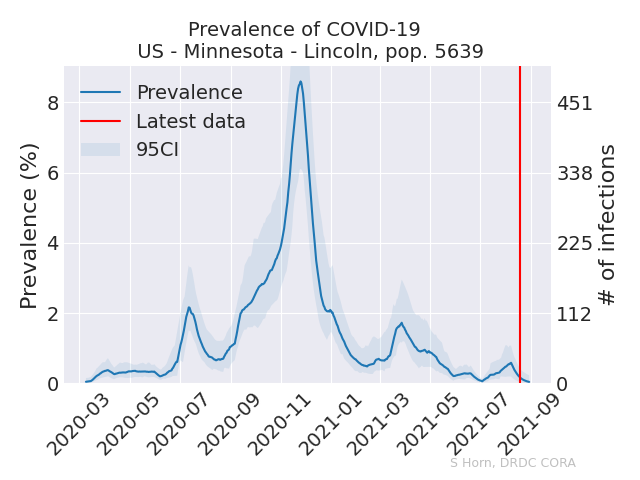 Prevalence of COVID-19
US - Minnesota - Lincoln, pop. 5639
Prevalence
Latest data
95CI
Prevalence (%)
8
6
4
2
0
451
338
225
112
0
# of infections
2020-03
2020-05
2020-07
2020-09
2020-11
2021-01
2021-03
2021-05
2021-07
2021-09
S Horn, DRDC CORA